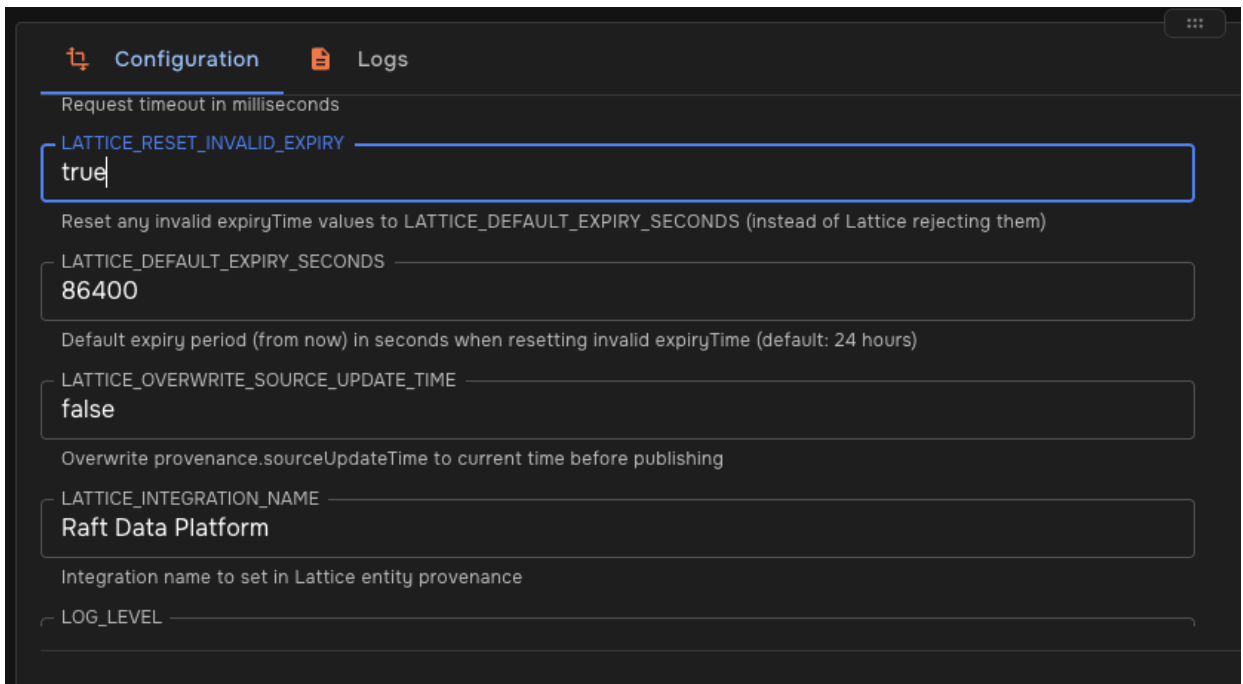 Configuration
Logs
Request timeout in milliseconds
LATTICE_RESET_INVALID_EXPIRY
true
Reset any invalid expiryTime values to LATTICE_DEFAULT_EXPIRY_SECONDS (instead of Lattice rejecting them)
LATTICE_DEFAULT_EXPIRY_SECONDS
86400
Default expiry period (from now) in seconds when resetting invalid expiryTime (default: 24 hours)
LATTICE_OVERWRITE_SOURCE_UPDATE_TIME
false
Overwrite provenance.sourceUpdateTime to current time before publishing
LATTICE_INTEGRATION_NAME
Raft Data Platform
Integration name to set in Lattice entity provenance
LOG_LEVEL